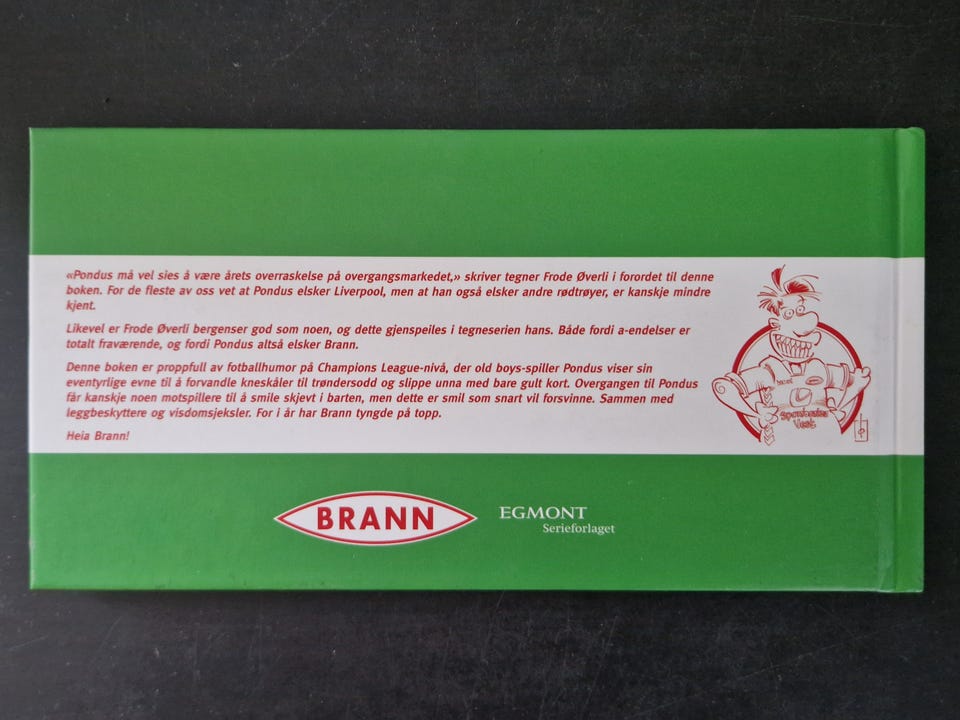 «Pondus må vel sies å være årets overraskelse på overgangsmarkedet,» skriver tegner Frode Øverli i forordet til denne
boken. For de fleste av oss vet at Pondus elsker Liverpool, men at han også elsker andre rødtrøyer, er kanskje mindre
kjent.
Likevel er Frode Øverli bergenser god som noen, og dette gjenspeiles i tegneserien hans. Både fordi a-endelser er
totalt fraværende, og fordi Pondus altså elsker Brann.
Denne boken er proppfull av fotballhumor på Champions League-nivå, der old boys-spiller Pondus viser sin
eventyrlige evne til å forvandle kneskåler til trøndersodd og slippe unna med bare gult kort. Overgangen til Pondus
får kanskje noen motspillere til å smile skjevt i barten, men dette er smil som snart vil forsvinne. Sammen med
leggbeskyttere og visdomsjeksler. For i år har Brann tyngde på topp.
Heia Brann!
Sparebanken
Vest
BRANN
EGMONT
Serieforlaget